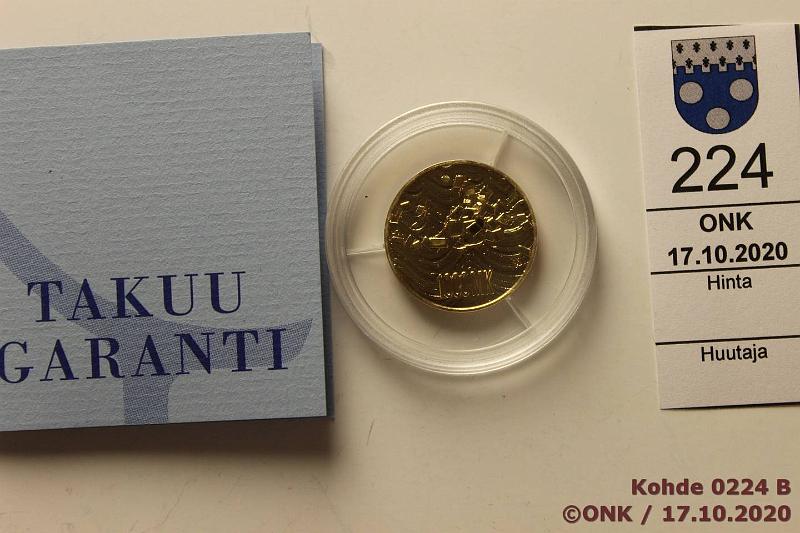 TAKUU
GARANTI
224
ONK
17.10.2020
Hinta
Huutaja
Kohde 0224 B
©ONK / 17.10.2020